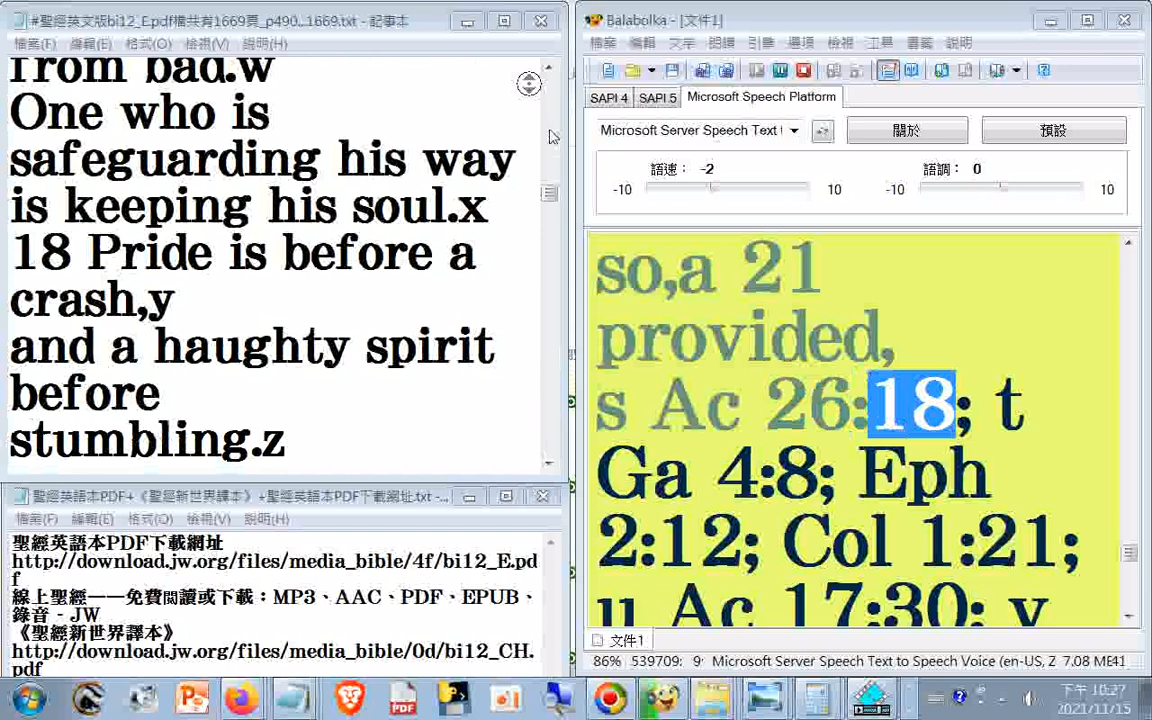 #聖經英文版bi12_E.pdf檔共有1669頁_p490...1669.txt - 記事本
檔案(F) 編輯(E) 格式(O) 檢視(V) 說明(H)
from bad.w
One who is
safeguarding his way
is keeping his soul.x
18 Pride is before a
crash,y
and a haughty spirit
before
stumbling.z
聖經英語本PDF+《聖經新世界譯本》+聖經英語本PDF下載網址.txt - ...
檔案(F) 編輯(E) 格式(O) 檢視(V) 說明(H)
聖經英語本PDF下載網址
http://download.jw.org/files/media_bible/4f/bi12_E.pd
f
線上聖經——免費閱讀或下載：MP3、AAC、PDF、EPUB、
錄音 - JW
《聖經新世界譯本》
http://download.jw.org/files/media_bible/0d/bi12_CH.
pdf
Balabolka - [文件1]
檔案 編輯 文字 朗讀 引擎 選項 檢視 工具 書籤 說明
SAPI 4 SAPI 5 Microsoft Speech Platform
Microsoft Server Speech Text 關於 預設
語速： -2 語調： 0
-10 10 -10 10
so,a 21
provided,
s Ac 26:18; t
Ga 4:8; Eph
2:12; Col 1:21;
u Ac 17:30; v
文件1
86% 539709: 9 Microsoft Server Speech Text to Speech Voice (en-US, Z 7.08 ME41
下午 10:27
2021/11/15